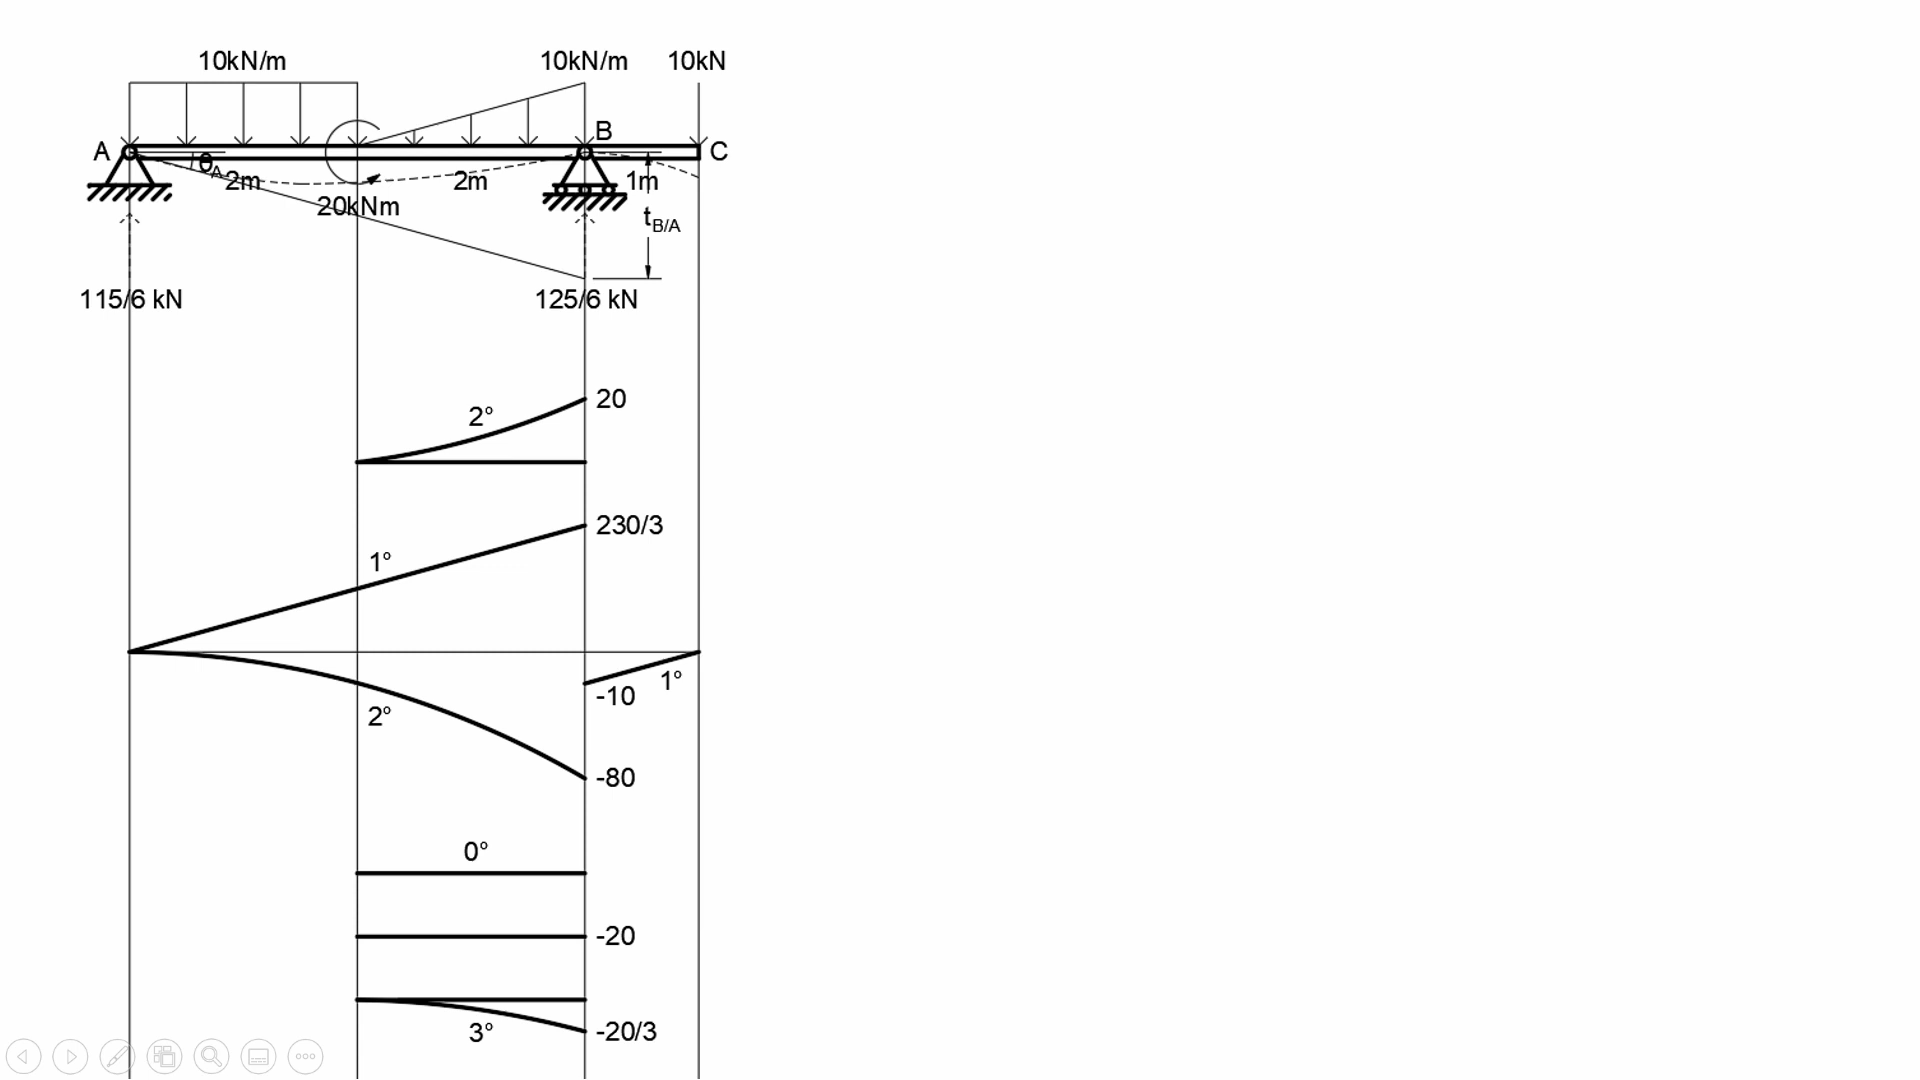 10kN/m
10kN/m
10kN
A
B
C
θA
2m
2m
1m
20kNm
tB/A
115/6 kN
125/6 kN
20
2°
230/3
1°
1°
-10
2°
-80
0°
-20
3°
-20/3